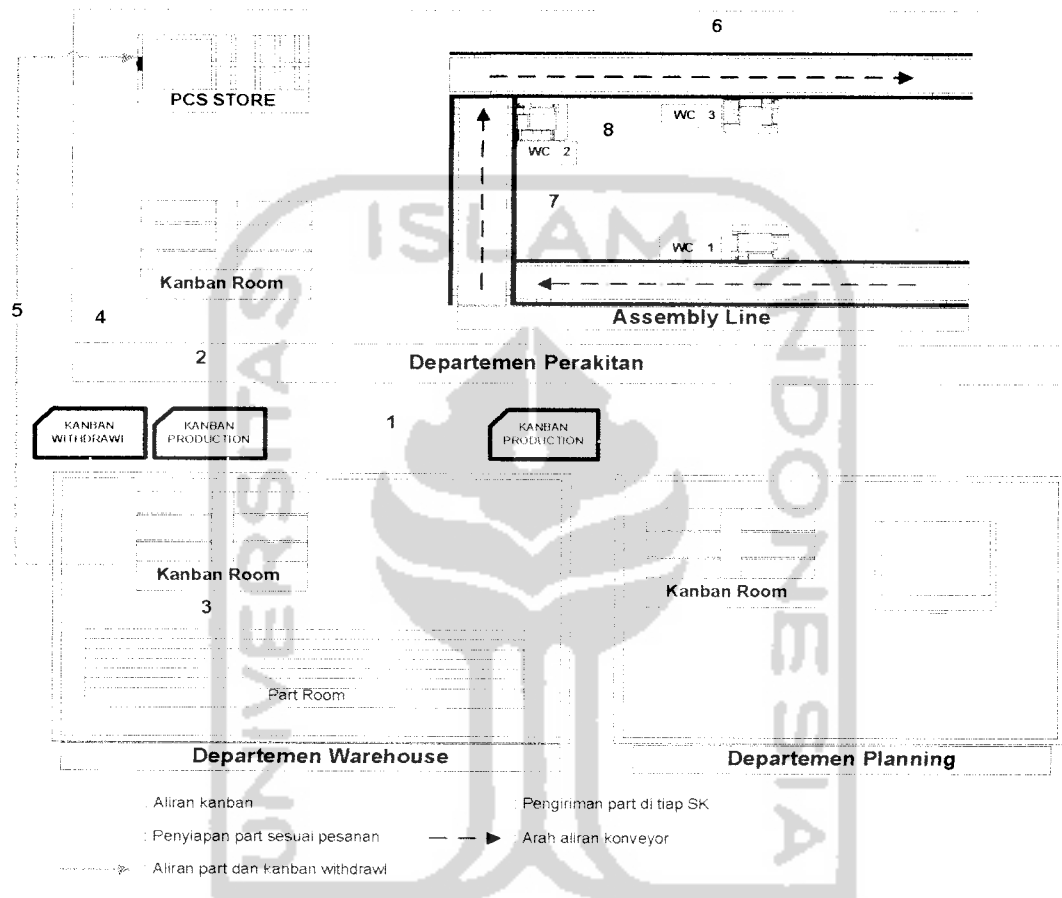 6
PCS STORE
WC 3
8
WC 2
7
WC 1
Kanban Room
5
4
Assembly Line
2
Departemen Perakitan
KANBAN
WITHDRAWl
KANBAN
PRODUCTION
1
KANBAN
PRODUCTION
Kanban Room
3
Part Room
Departemen Warehouse
Kanban Room
Departemen Planning
: Aliran kanban
: Pengiriman part di tiap SK
: Penyiapan part sesuai pesanan
: Arah aliran konveyor
: Aliran part dan kanban withdrawl
UNIVERSITAS
ISLAM
INDONESIA